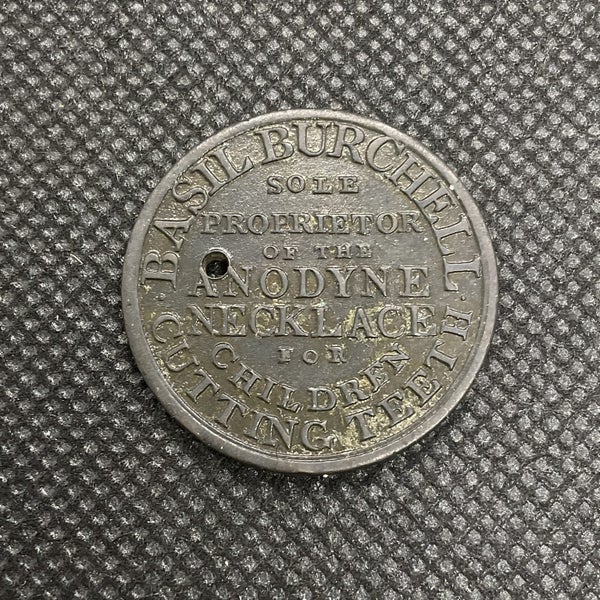 BASIL BURCHELL
SOLE
PROPRIETOR
OF THE
ANODYNE
NECKLACE
FOR
CHILDREN
CUTTING TEETH